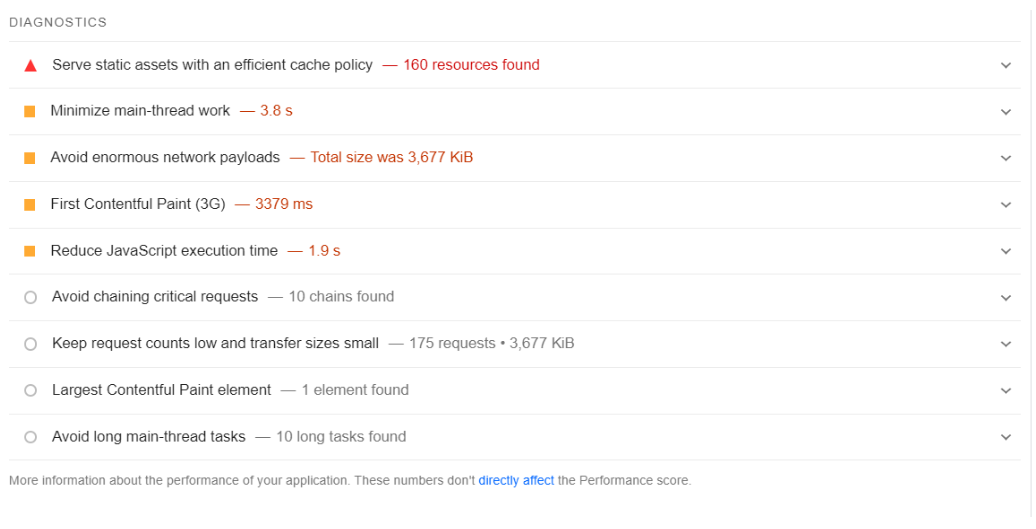 DIAGNOSTICS
Serve static assets with an efficient cache policy — 160 resources found
Minimize main-thread work — 3.8 s
Avoid enormous network payloads — Total size was 3,677 KiB
First Contentful Paint (3G) — 3379 ms
Reduce JavaScript execution time — 1.9 s
Avoid chaining critical requests — 10 chains found
Keep request counts low and transfer sizes small — 175 requests • 3,677 KiB
Largest Contentful Paint element — 1 element found
Avoid long main-thread tasks — 10 long tasks found
More information about the performance of your application. These numbers don't directly affect the Performance score.